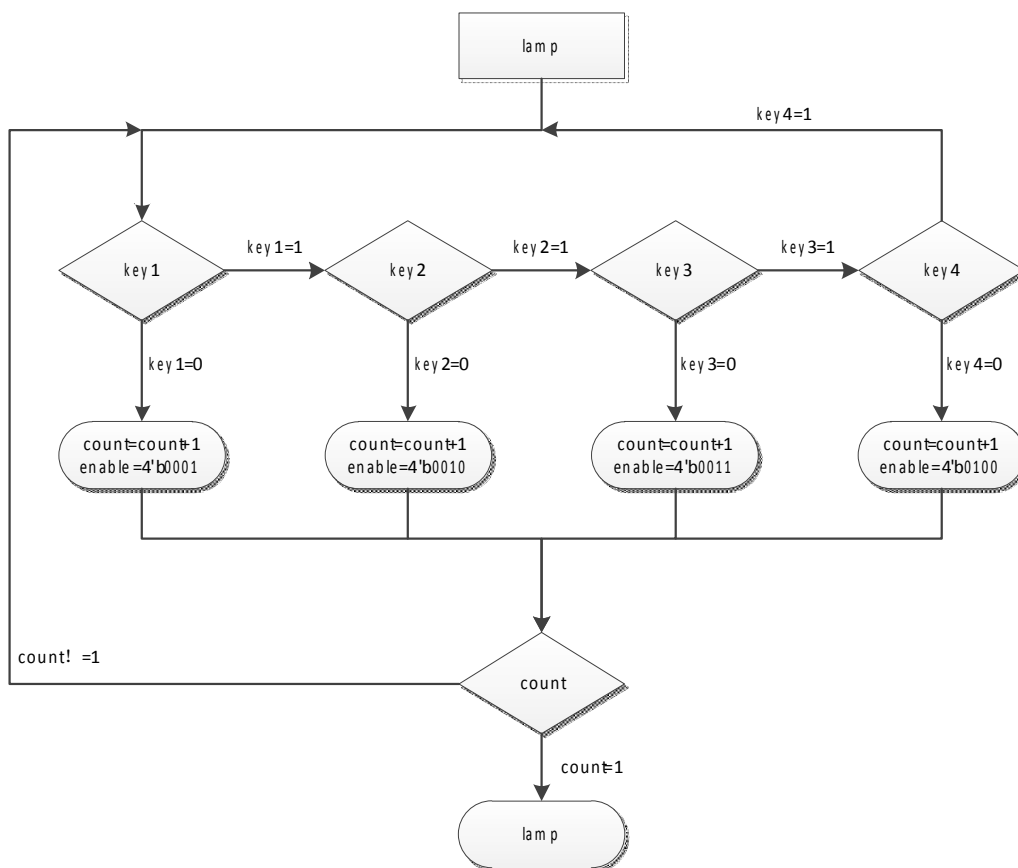 lamp
key4=1
key1=1
key2=1
key3=1
key1
key2
key3
key4
key1=0
key2=0
key3=0
key4=0
count=count+1
enable=4'b0001
count=count+1
enable=4'b0010
count=count+1
enable=4'b0011
count=count+1
enable=4'b0100
count! =1
count
count=1
lamp